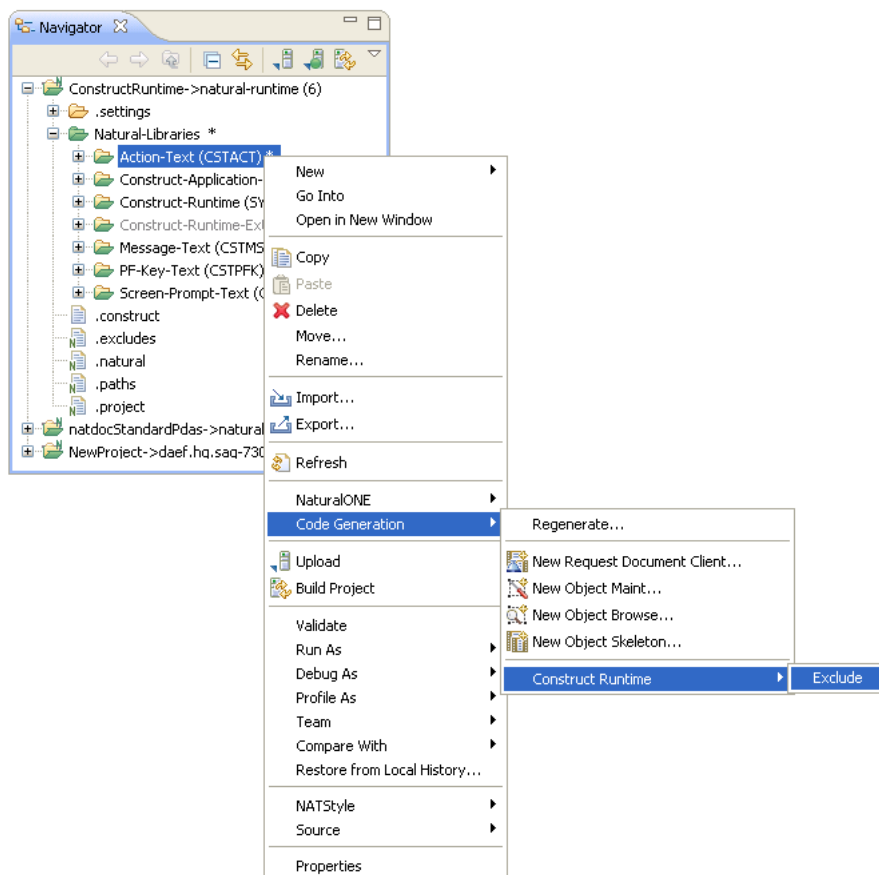 Navigator
ConstructRuntime->natural-runtime (6)
.settings
Natural-Libraries *
Action-Text (CSTACT) *
Construct-Application-
Construct-Runtime (SY
Construct-Runtime-Ex
Message-Text (CSTMS
PF-Key-Text (CSTPFK)
Screen-Prompt-Text (
.construct
.excludes
.natural
.paths
.project
natdocStandardPdas->natural
NewProject->daef.hq.sag-730
New
Go Into
Open in New Window
Copy
Paste
Delete
Move...
Rename...
Import...
Export...
Refresh
NaturalONE
Code Generation
Upload
Build Project
Validate
Run As
Debug As
Profile As
Team
Compare With
Restore from Local History...
NATStyle
Source
Properties
Regenerate...
New Request Document Client...
New Object Maint...
New Object Browse...
New Object Skeleton...
Construct Runtime
Exclude